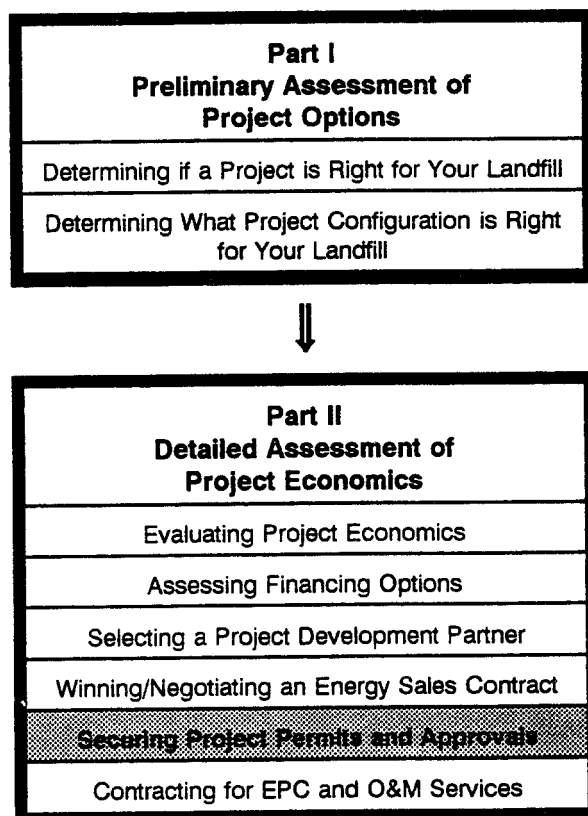 Part I
Preliminary Assessment of
Project Options
Determining if a Project is Right for Your Landfill
Determining What Project Configuration is Right
for Your Landfill
⇓
Part II
Detailed Assessment of
Project Economics
Evaluating Project Economics
Assessing Financing Options
Selecting a Project Development Partner
Winning/Negotiating an Energy Sales Contract
Securing Project Permits and Approvals
Contracting for EPC and O&M Services